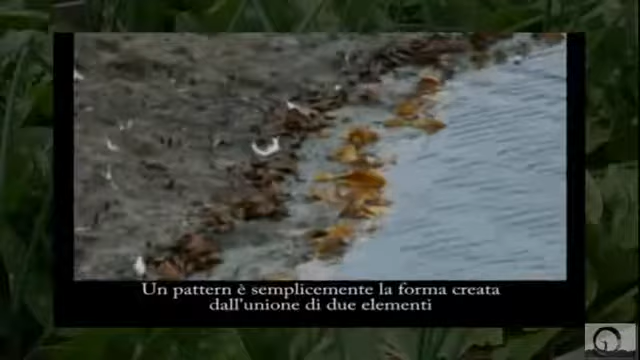 Un pattern è semplicemente la forma creata
dall'unione di due elementi